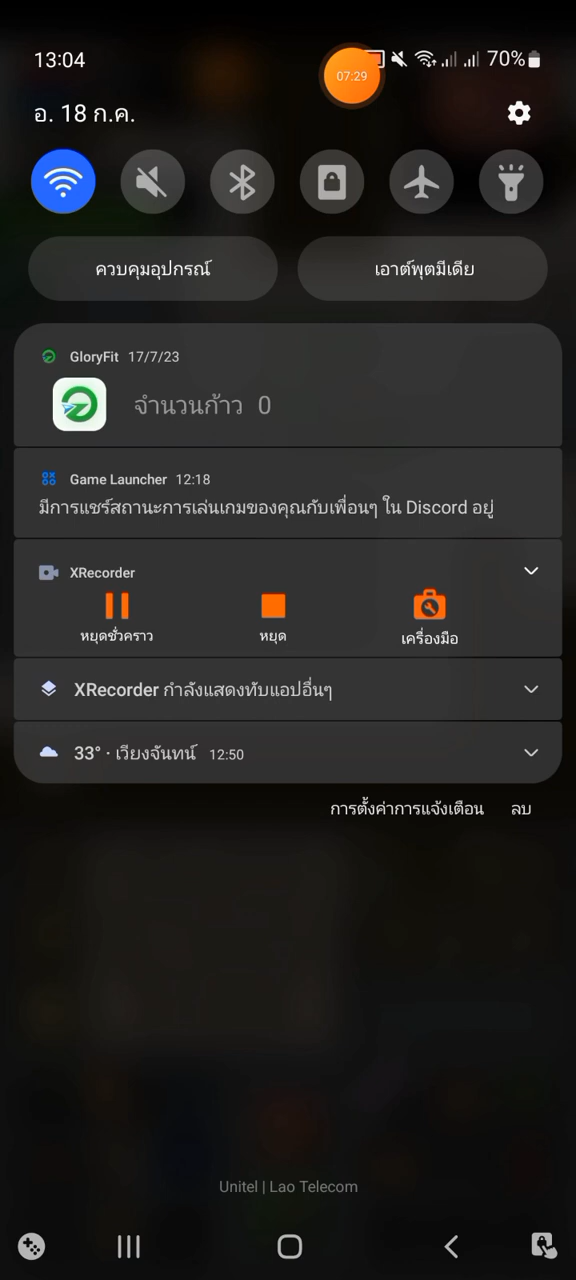 13:04
07:29
70%
อ. 18 ก.ค.
ควบคุมอุปกรณ์
เอาต์พุตมีเดีย
GloryFit 17/7/23
จำนวนก้าว 0
Game Launcher 12:18
มีการแชร์สถานะการเล่นเกมของคุณกับเพื่อนๆ ใน Discord อยู่
XRecorder
หยุดชั่วคราว
หยุด
เครื่องมือ
XRecorder กำลังแสดงทับแอปอื่นๆ
33° · เวียงจันทน์ 12:50
การตั้งค่าการแจ้งเตือน
ลบ
Unitel | Lao Telecom